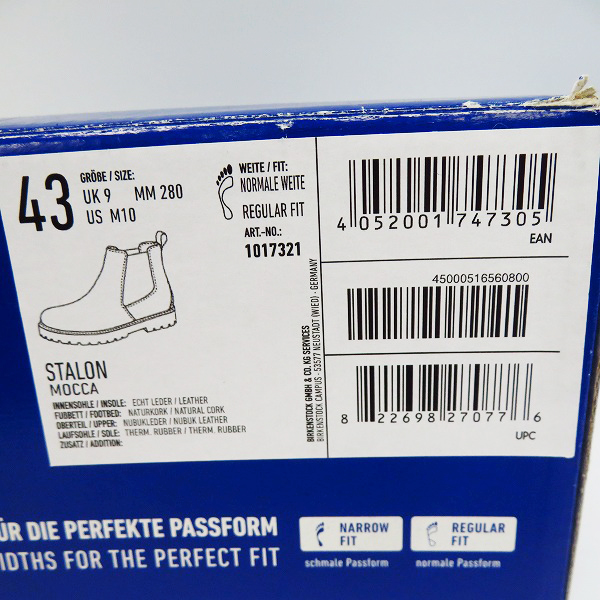 43
GRÖßE / SIZE:
UK 9 MM 280
US M10
WEITE / FIT:
NORMALE WEITE
REGULAR FIT
ART.-NO.:
1017321
STALON
MOCCA
INNENSOHLE / INSOLE: ECHT LEDER / LEATHER
FUßBETT / FOOTBED: NATURKORK / NATURAL CORK
OBERTEIL / UPPER: NUBUKLEDER / NUBUK LEATHER
LAUFSOHLE / SOLE: THERM. RUBBER / THERM. RUBBER
ZUSATZ / ADDITION:
BIRKENSTOCK GMBH & CO. KG SERVICES
BIRKENSTOCK CAMPUS · 53577 NEUSTADT (WIED) · GERMANY
4 052001 747305
EAN
45000516560800
8 22698 27077 6
UPC
ÜR DIE PERFEKTE PASSFORM
IDTHS FOR THE PERFECT FIT
NARROW
FIT
schmale Passform
REGULAR
FIT
normale Passform